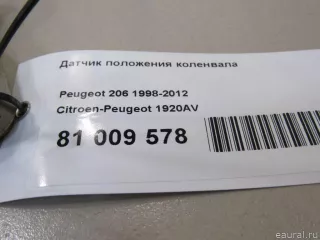 Датчик положения коленвала
Peugeot 206 1998-2012
Citroen-Peugeot 1920AV
81 009 578
eaural.ru